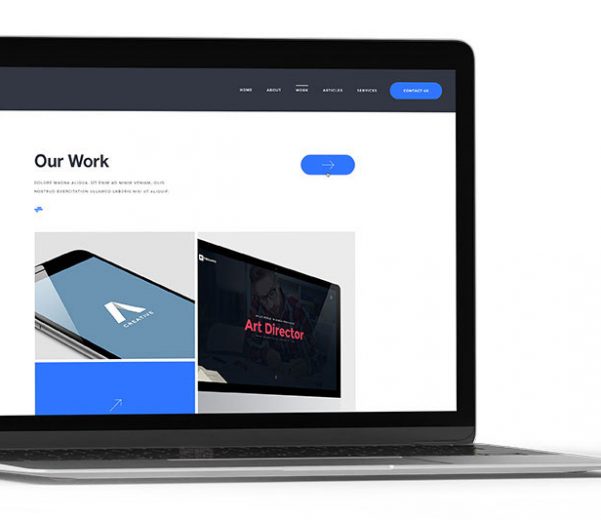 HOME ABOUT WORK ARTICLES SERVICES CONTACT US
Our Work
DOLORE MAGNA ALIQUA. UT ENIM AD MINIM VENIAM, QUIS
NOSTRUD EXERCITATION ULLAMCO LABORIS NISI UT ALIQUIP.
CREATIVE
Art Director